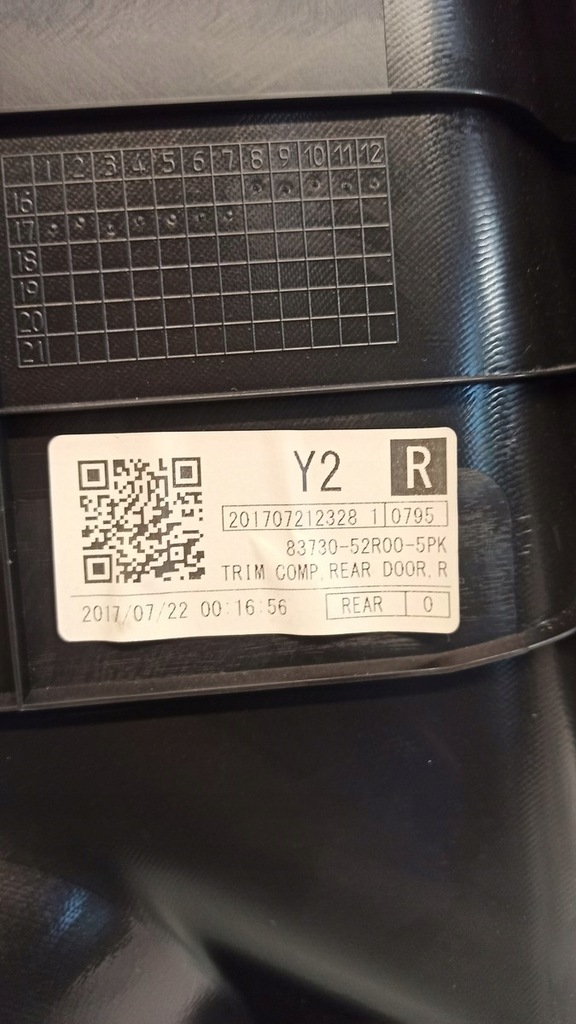 1 2 3 4 5 6 7 8 9 10 11 12
16
17
18
19
20
21
Y2 R
201707212328 1 0795
83730-52R00-5PK
TRIM COMP,REAR DOOR,R
2017/07/22 00:16:56 REAR 0